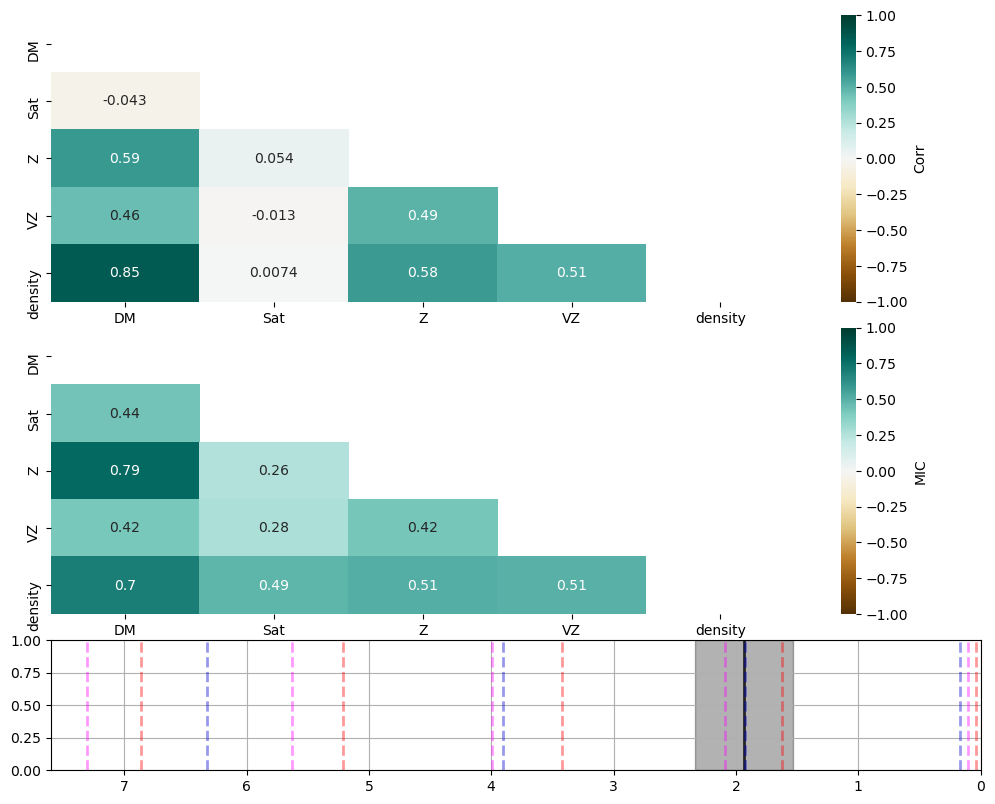 DM
Sat
Z
VZ
density
-0.043
0.59 0.054
0.46 -0.013 0.49
0.85 0.0074 0.58 0.51
DM Sat Z VZ density
1.00
0.75
0.50
0.25
0.00
−0.25
−0.50
−0.75
−1.00
Corr
DM
Sat
Z
VZ
density
0.44
0.79 0.26
0.42 0.28 0.42
0.7 0.49 0.51 0.51
DM Sat Z VZ density
1.00
0.75
0.50
0.25
0.00
−0.25
−0.50
−0.75
−1.00
MIC
1.00
0.75
0.50
0.25
0.00
7 6 5 4 3 2 1 0